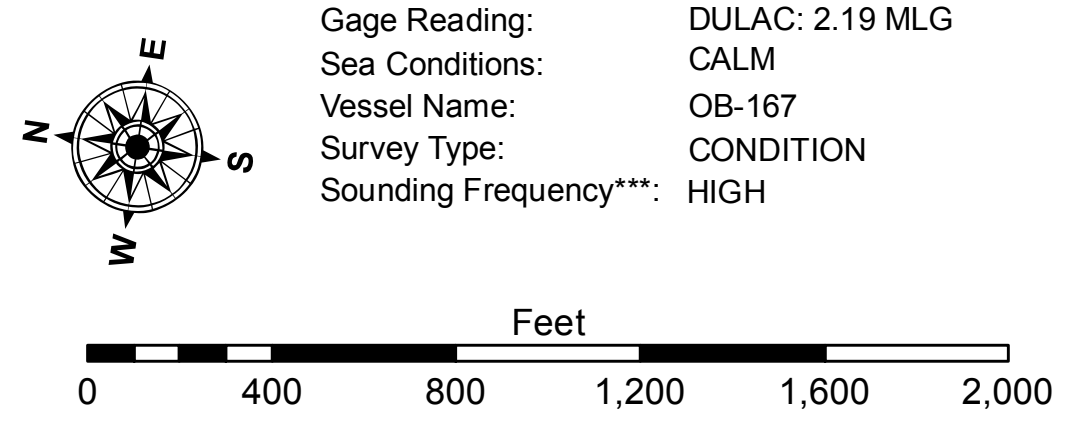 Gage Reading: DULAC: 2.19 MLG
Sea Conditions: CALM
Vessel Name: OB-167
Survey Type: CONDITION
Sounding Frequency***: HIGH
E
N
S
W
Feet
0 400 800 1,200 1,600 2,000